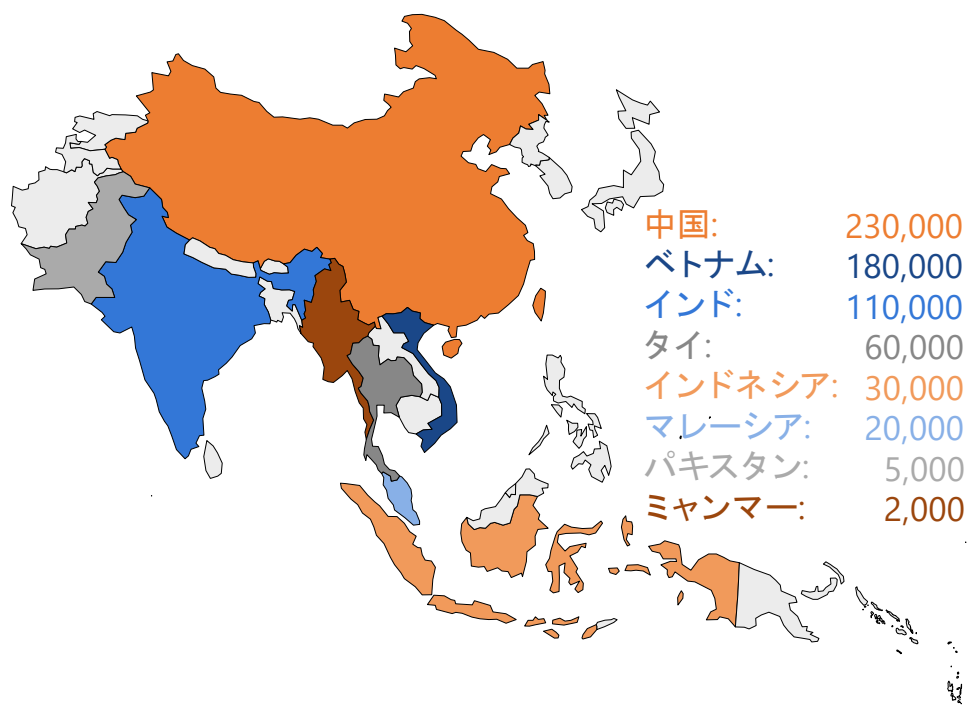 中国: 230,000
ベトナム: 180,000
インド: 110,000
タイ: 60,000
インドネシア: 30,000
マレーシア: 20,000
パキスタン: 5,000
ミャンマー: 2,000